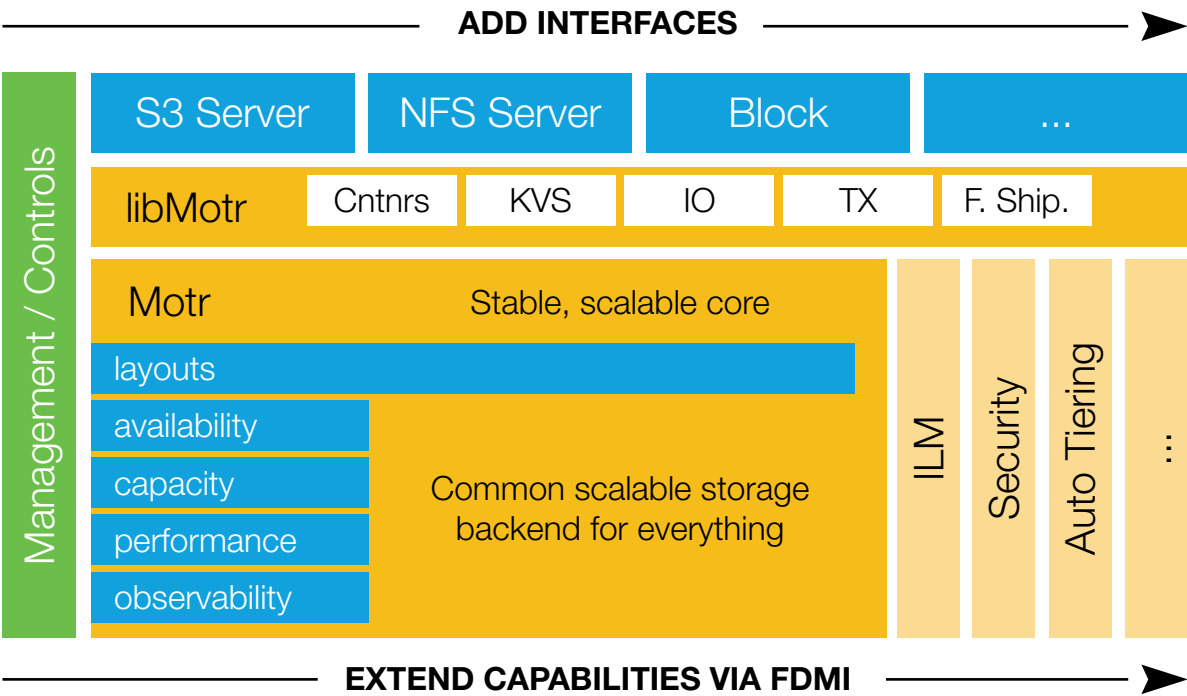 ADD INTERFACES
Management / Controls
S3 Server
NFS Server
Block
...
libMotr
Cntnrs
KVS
IO
TX
F. Ship.
Motr
Stable, scalable core
layouts
availability
capacity
performance
observability
Common scalable storage
backend for everything
ILM
Security
Auto Tiering
...
EXTEND CAPABILITIES VIA FDMI